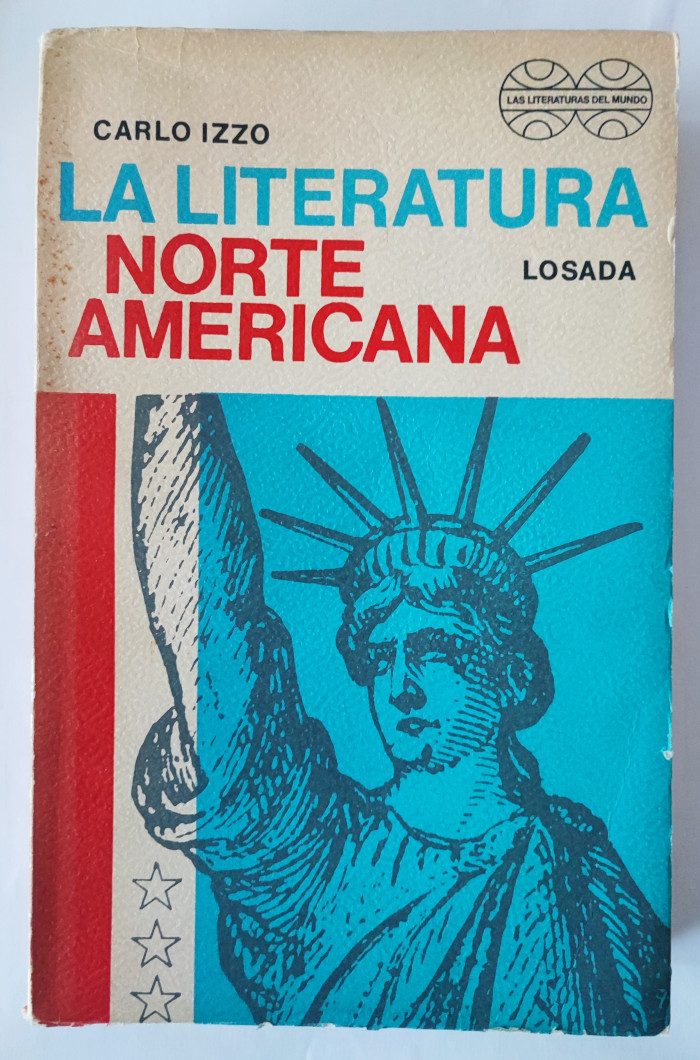 LAS LITERATURAS DEL MUNDO
CARLO IZZO
LA LITERATURA
NORTE
AMERICANA
LOSADA